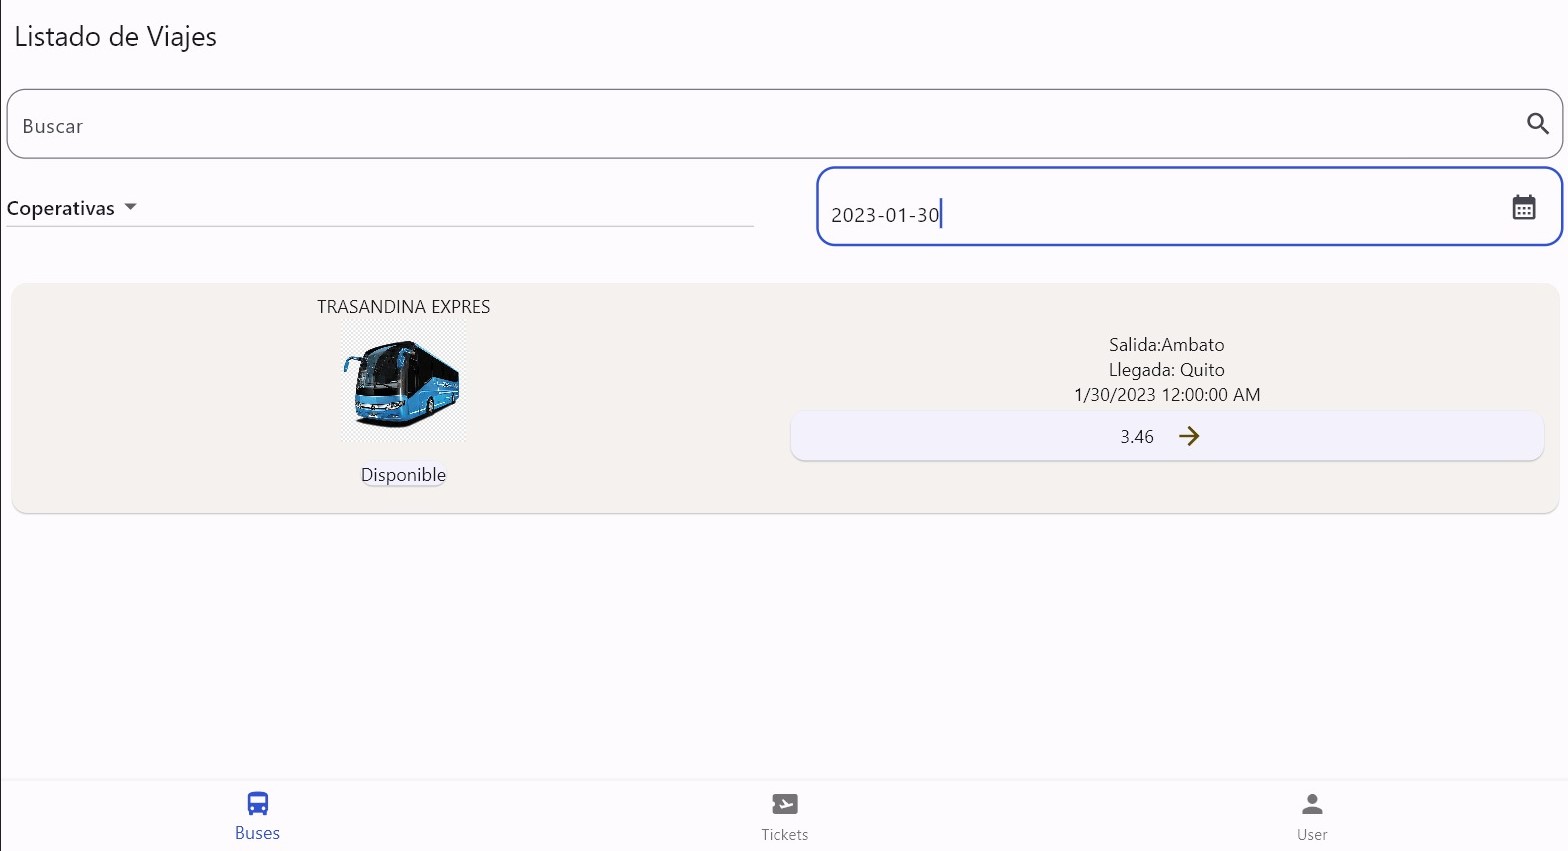 Listado de Viajes
Buscar
Coperativas
2023-01-30
TRASANDINA EXPRES
Disponible
Salida:Ambato
Llegada: Quito
1/30/2023 12:00:00 AM
3.46
Buses
Tickets
User